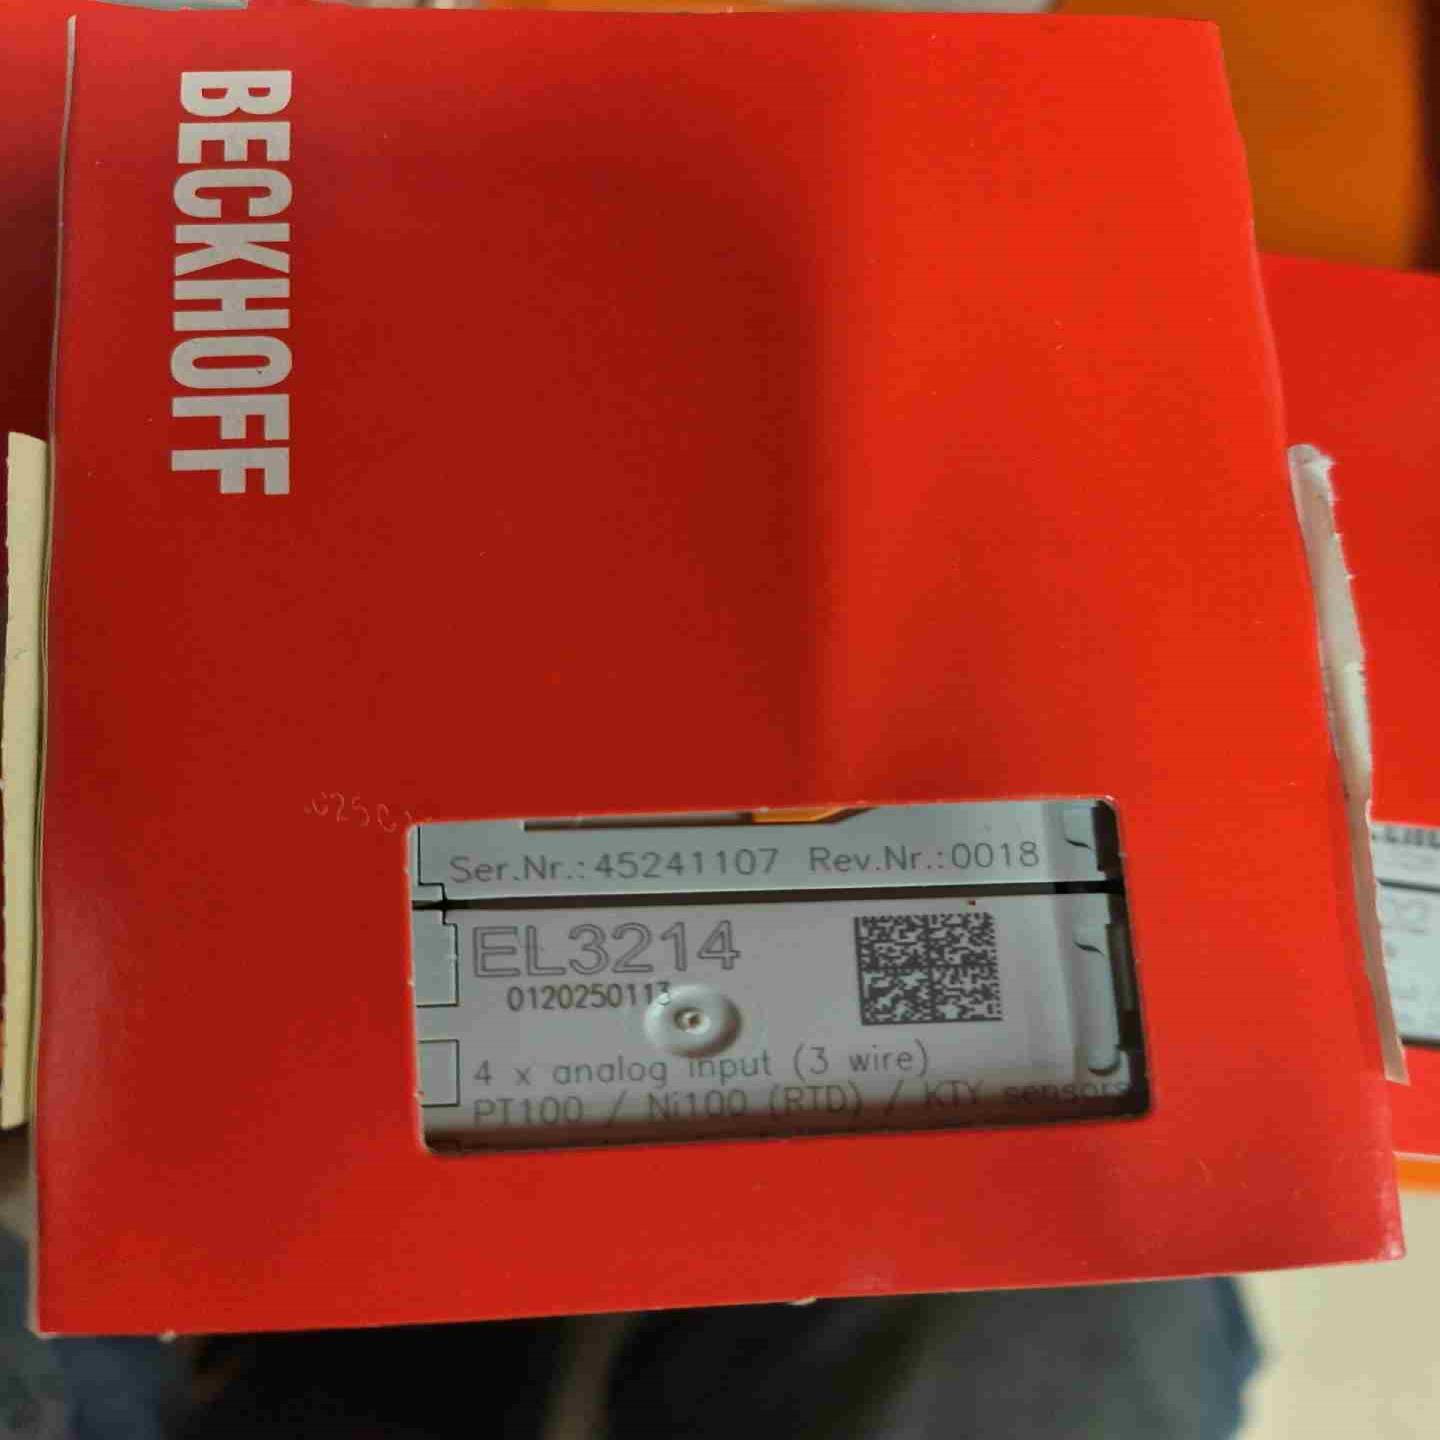 BECKHOFF
Ser.Nr.: 45241107 Rev.Nr.:0018
EL3214
0120250113
4 x analog input (3 wire)
PT100 / Ni100 (RTD) / KTY sensors